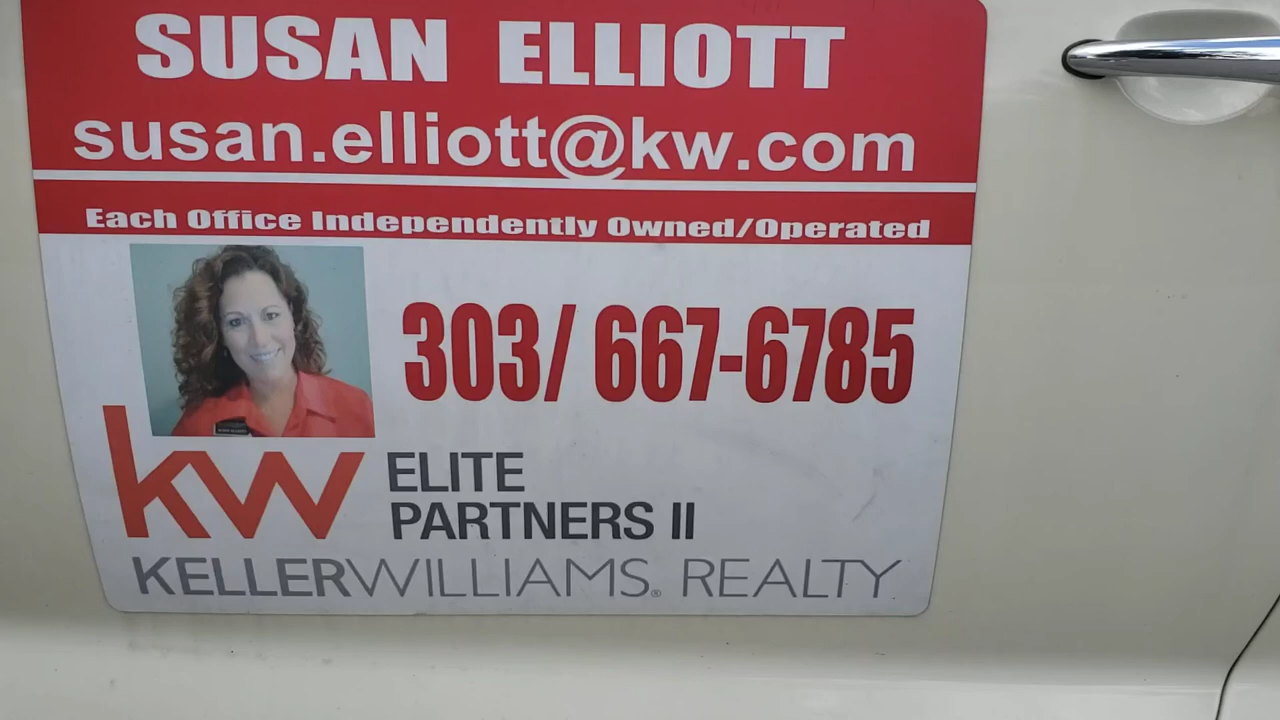 SUSAN ELLIOTT
susan.elliott@kw.com
Each Office Independently Owned/Operated
303/ 667-6785
kw ELITE
PARTNERS II
KELLERWILLIAMS® REALTY